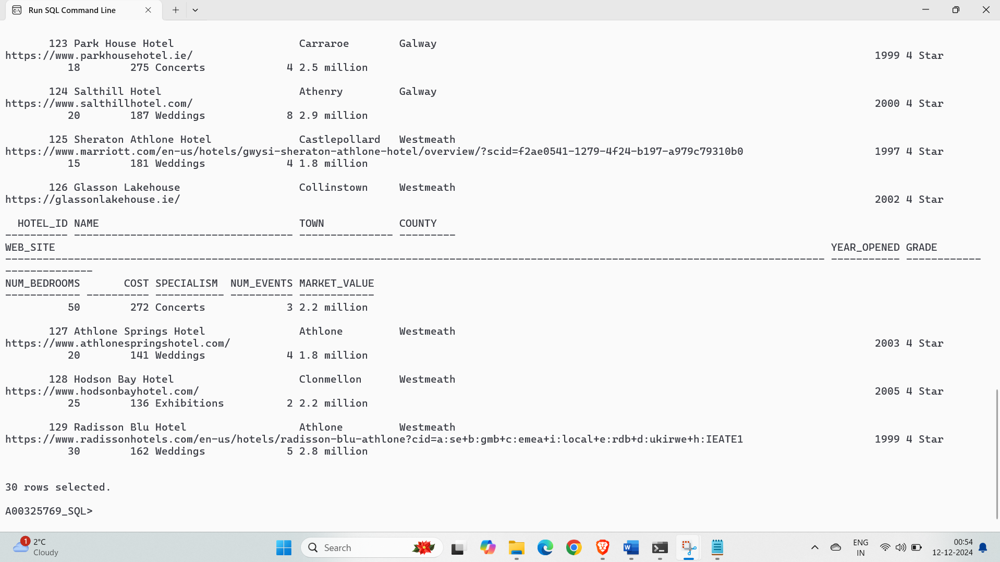 Run SQL Command Line
123 Park House Hotel Carraroe Galway
https://www.parkhousehotel.ie/ 1999 4 Star
18 275 Concerts 4 2.5 million
124 Salthill Hotel Athenry Galway
https://www.salthillhotel.com/ 2000 4 Star
20 187 Weddings 8 2.9 million
125 Sheraton Athlone Hotel Castlepollard Westmeath
https://www.marriott.com/en-us/hotels/gwysi-sheraton-athlone-hotel/overview/?scid=f2ae0541-1279-4f24-b197-a979c79310b0 1997 4 Star
15 181 Weddings 4 1.8 million
126 Glasson Lakehouse Collinstown Westmeath
https://glassonlakehouse.ie/ 2002 4 Star
HOTEL_ID NAME TOWN COUNTY
---------- ----------------------------------- --------------- ---------
WEB_SITE YEAR_OPENED GRADE
----------------------------------------------------------------------------------------------------------------------------------- ----------- ------------
--------------
NUM_BEDROOMS COST SPECIALISM NUM_EVENTS MARKET_VALUE
------------ ---------- ----------- ---------- ------------
50 272 Concerts 3 2.2 million
127 Athlone Springs Hotel Athlone Westmeath
https://www.athlonespringshotel.com/ 2003 4 Star
20 141 Weddings 4 1.8 million
128 Hodson Bay Hotel Clonmellon Westmeath
https://www.hodsonbayhotel.com/ 2005 4 Star
25 136 Exhibitions 2 2.2 million
129 Radisson Blu Hotel Athlone Westmeath
https://www.radissonhotels.com/en-us/hotels/radisson-blu-athlone?cid=a:se+b:gmb+c:emea+i:local+e:rdb+d:ukirwe+h:IEATE1 1999 4 Star
30 162 Weddings 5 2.8 million
30 rows selected.
A00325769_SQL>
1 2°C
Cloudy
Search
ENG
IN
00:54
12-12-2024